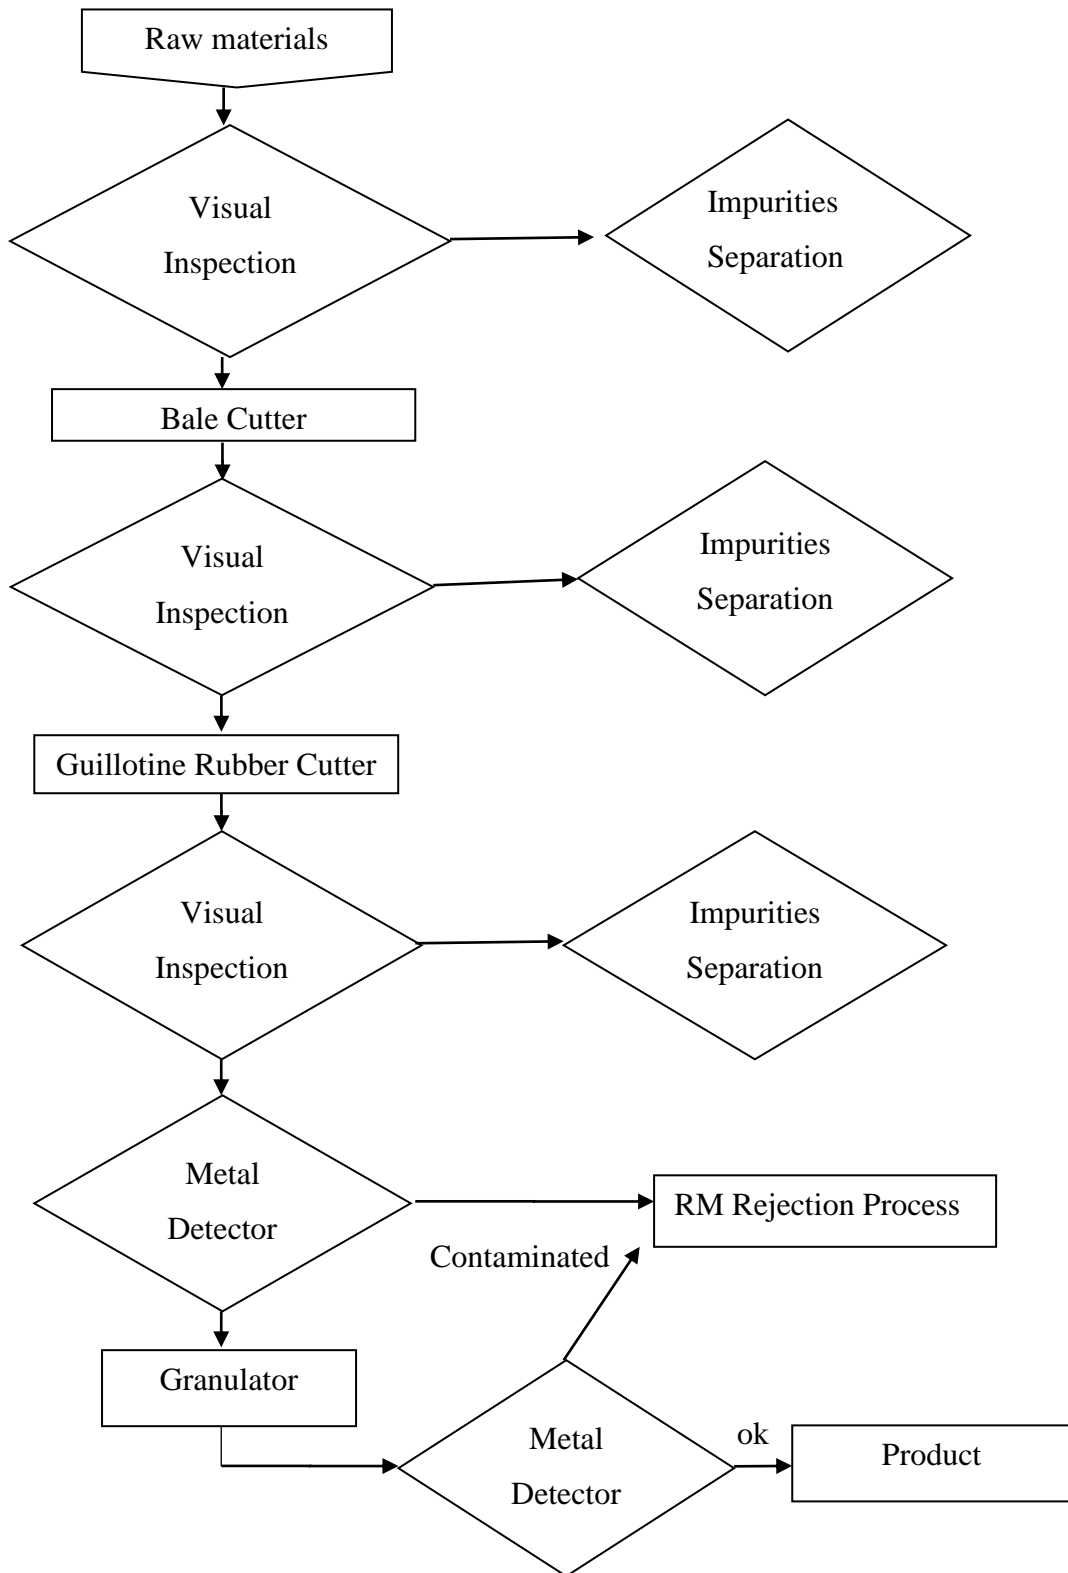 Raw materials
Visual
Inspection
Impurities
Separation
Bale Cutter
Visual
Inspection
Impurities
Separation
Guillotine Rubber Cutter
Visual
Inspection
Impurities
Separation
Metal
Detector
RM Rejection Process
Contaminated
Granulator
Metal
Detector
ok
Product